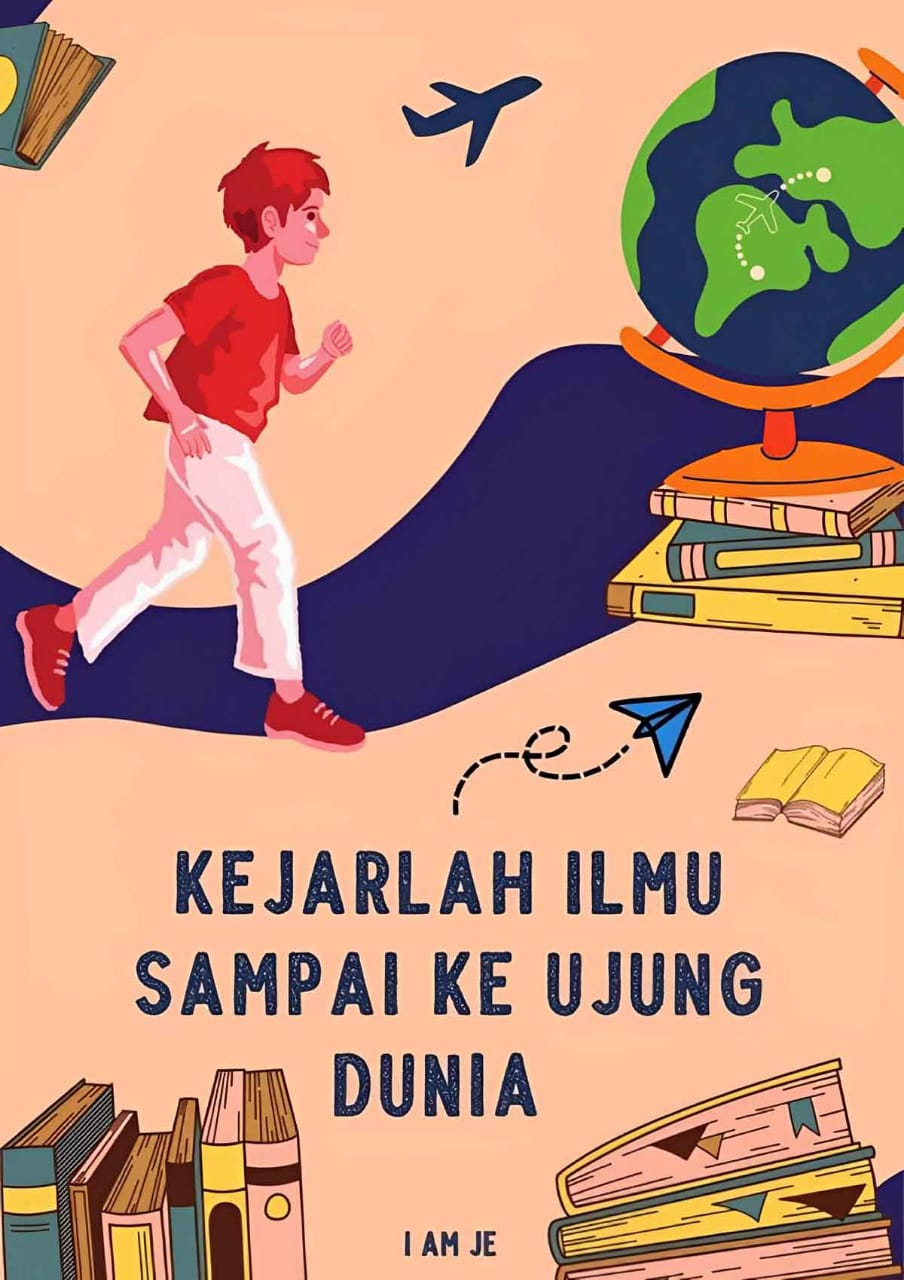 KEJARLAH ILMU
SAMPAI KE UJUNG
DUNIA
I AM JE